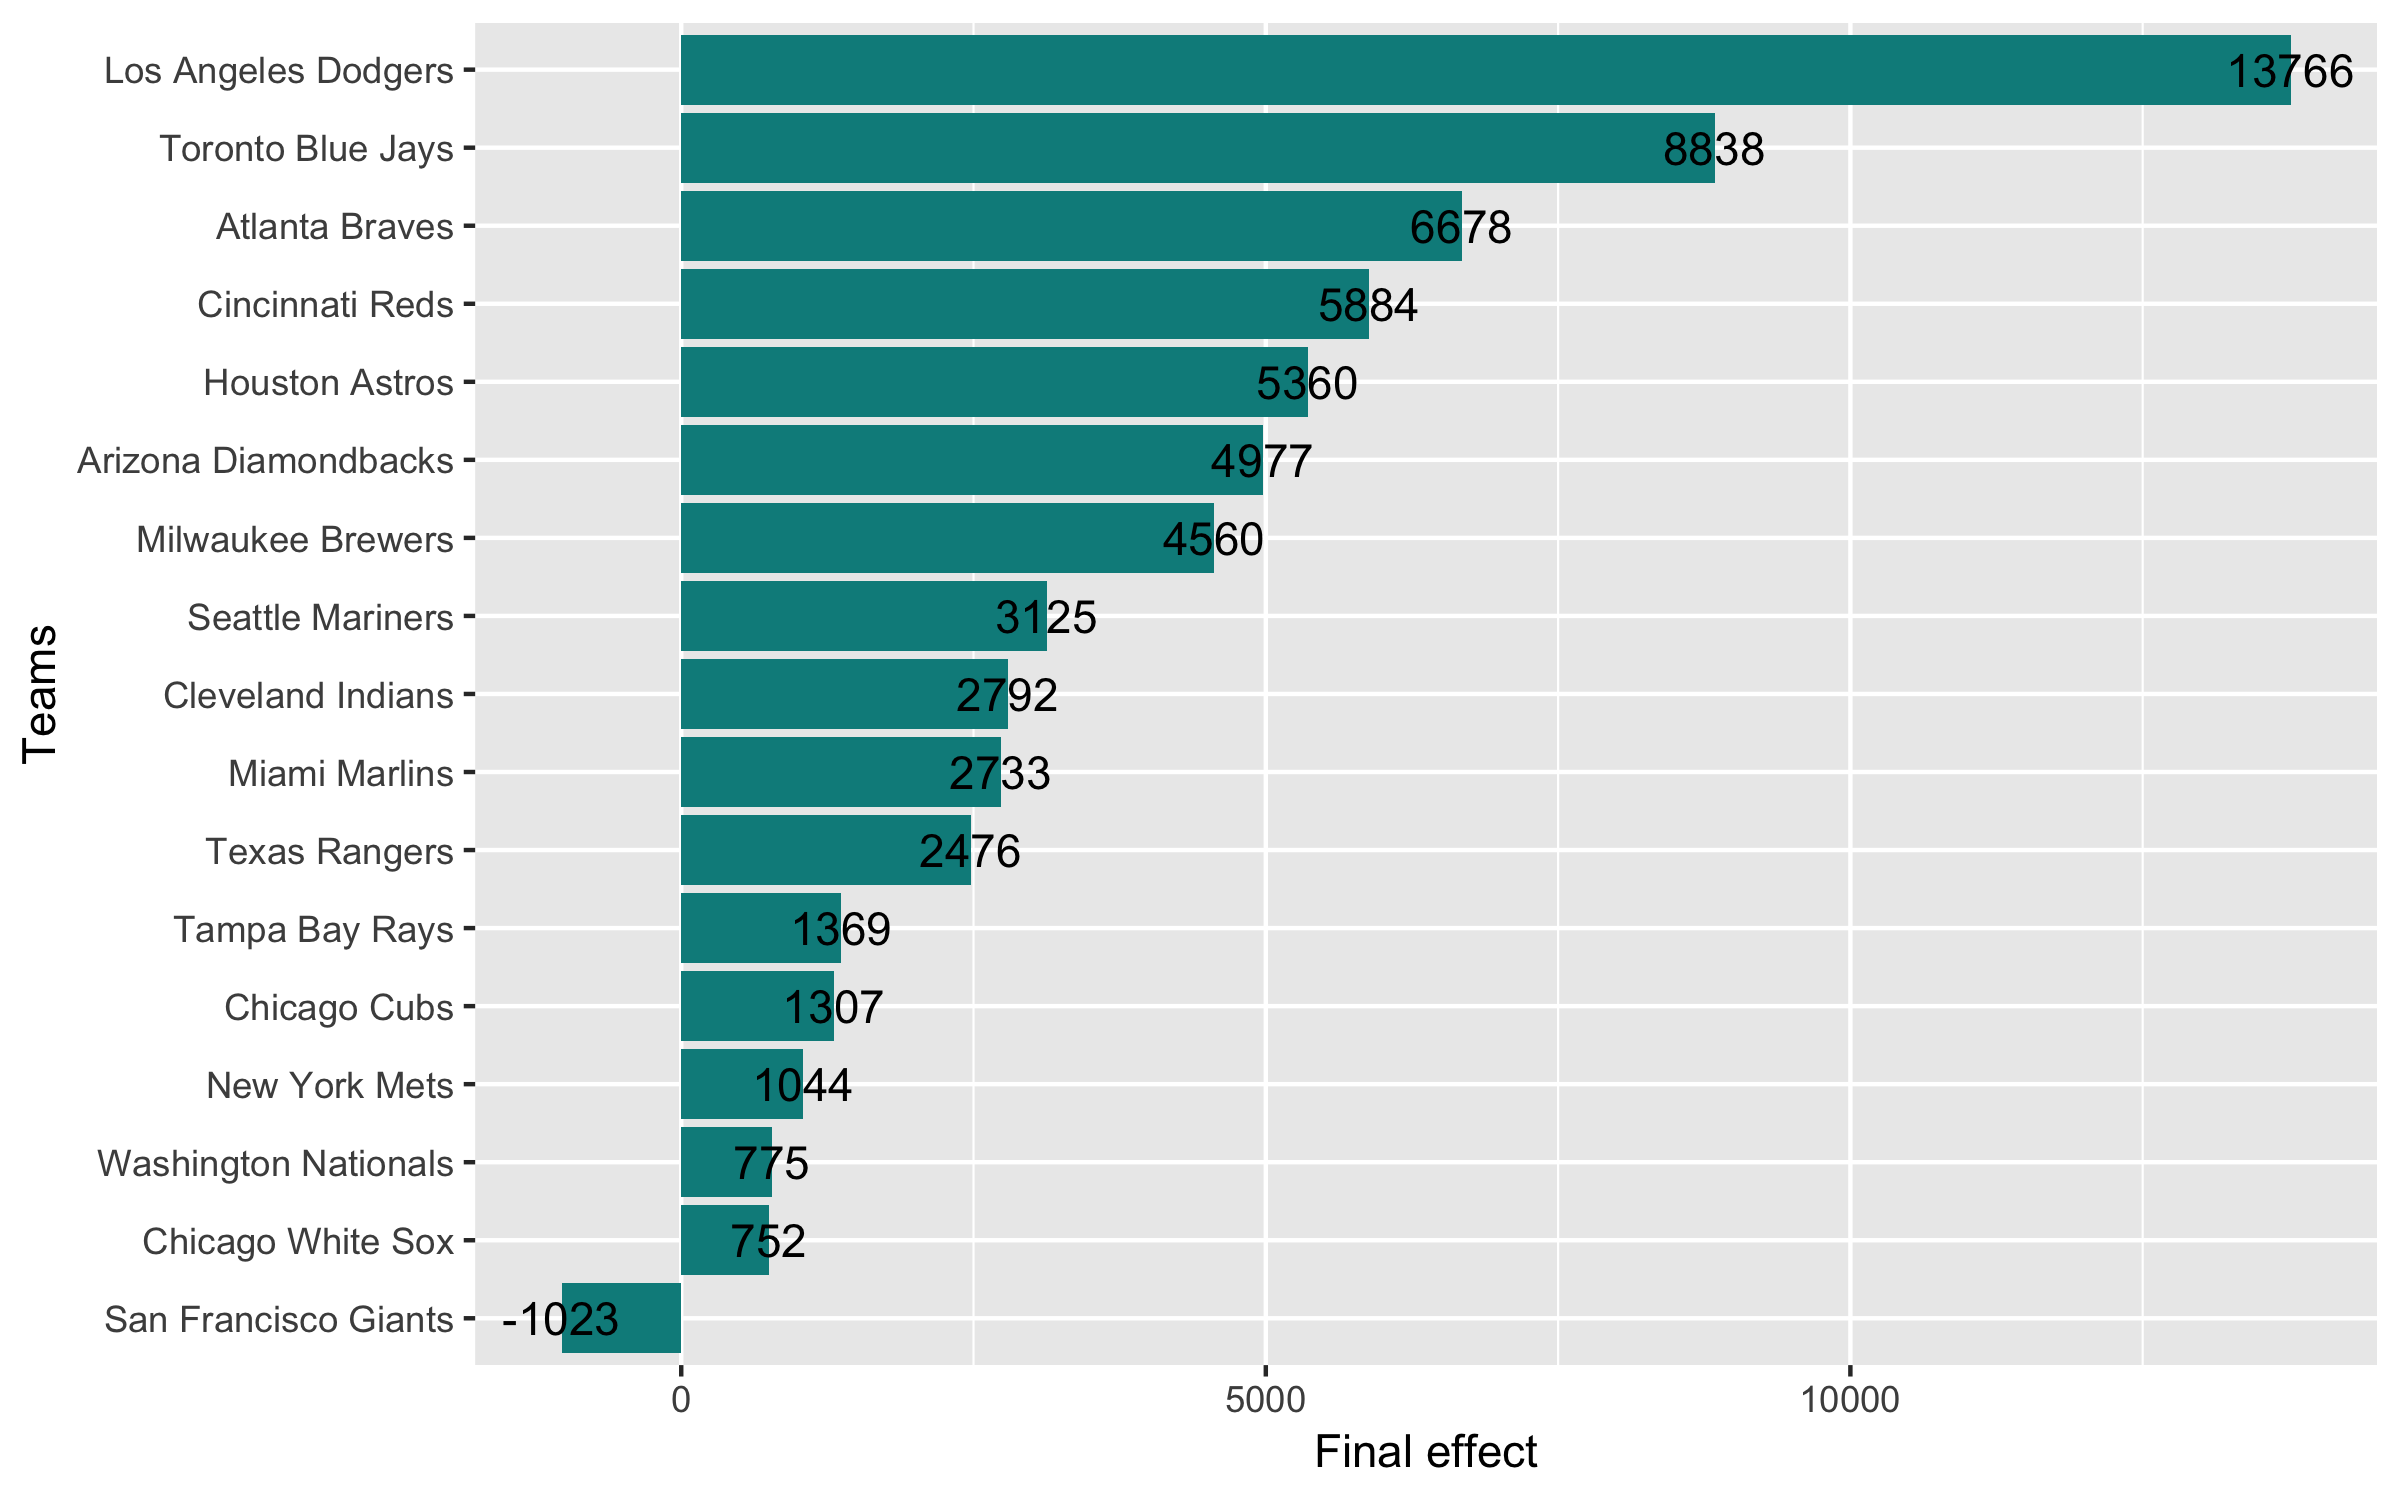 Los Angeles Dodgers 13766
Toronto Blue Jays 8838
Atlanta Braves 6678
Cincinnati Reds 5884
Houston Astros 5360
Arizona Diamondbacks 4977
Milwaukee Brewers 4560
Seattle Mariners 3125
Cleveland Indians 2792
Miami Marlins 2733
Texas Rangers 2476
Tampa Bay Rays 1369
Chicago Cubs 1307
New York Mets 1044
Washington Nationals 775
Chicago White Sox 752
San Francisco Giants -1023
Teams
0 5000 10000
Final effect